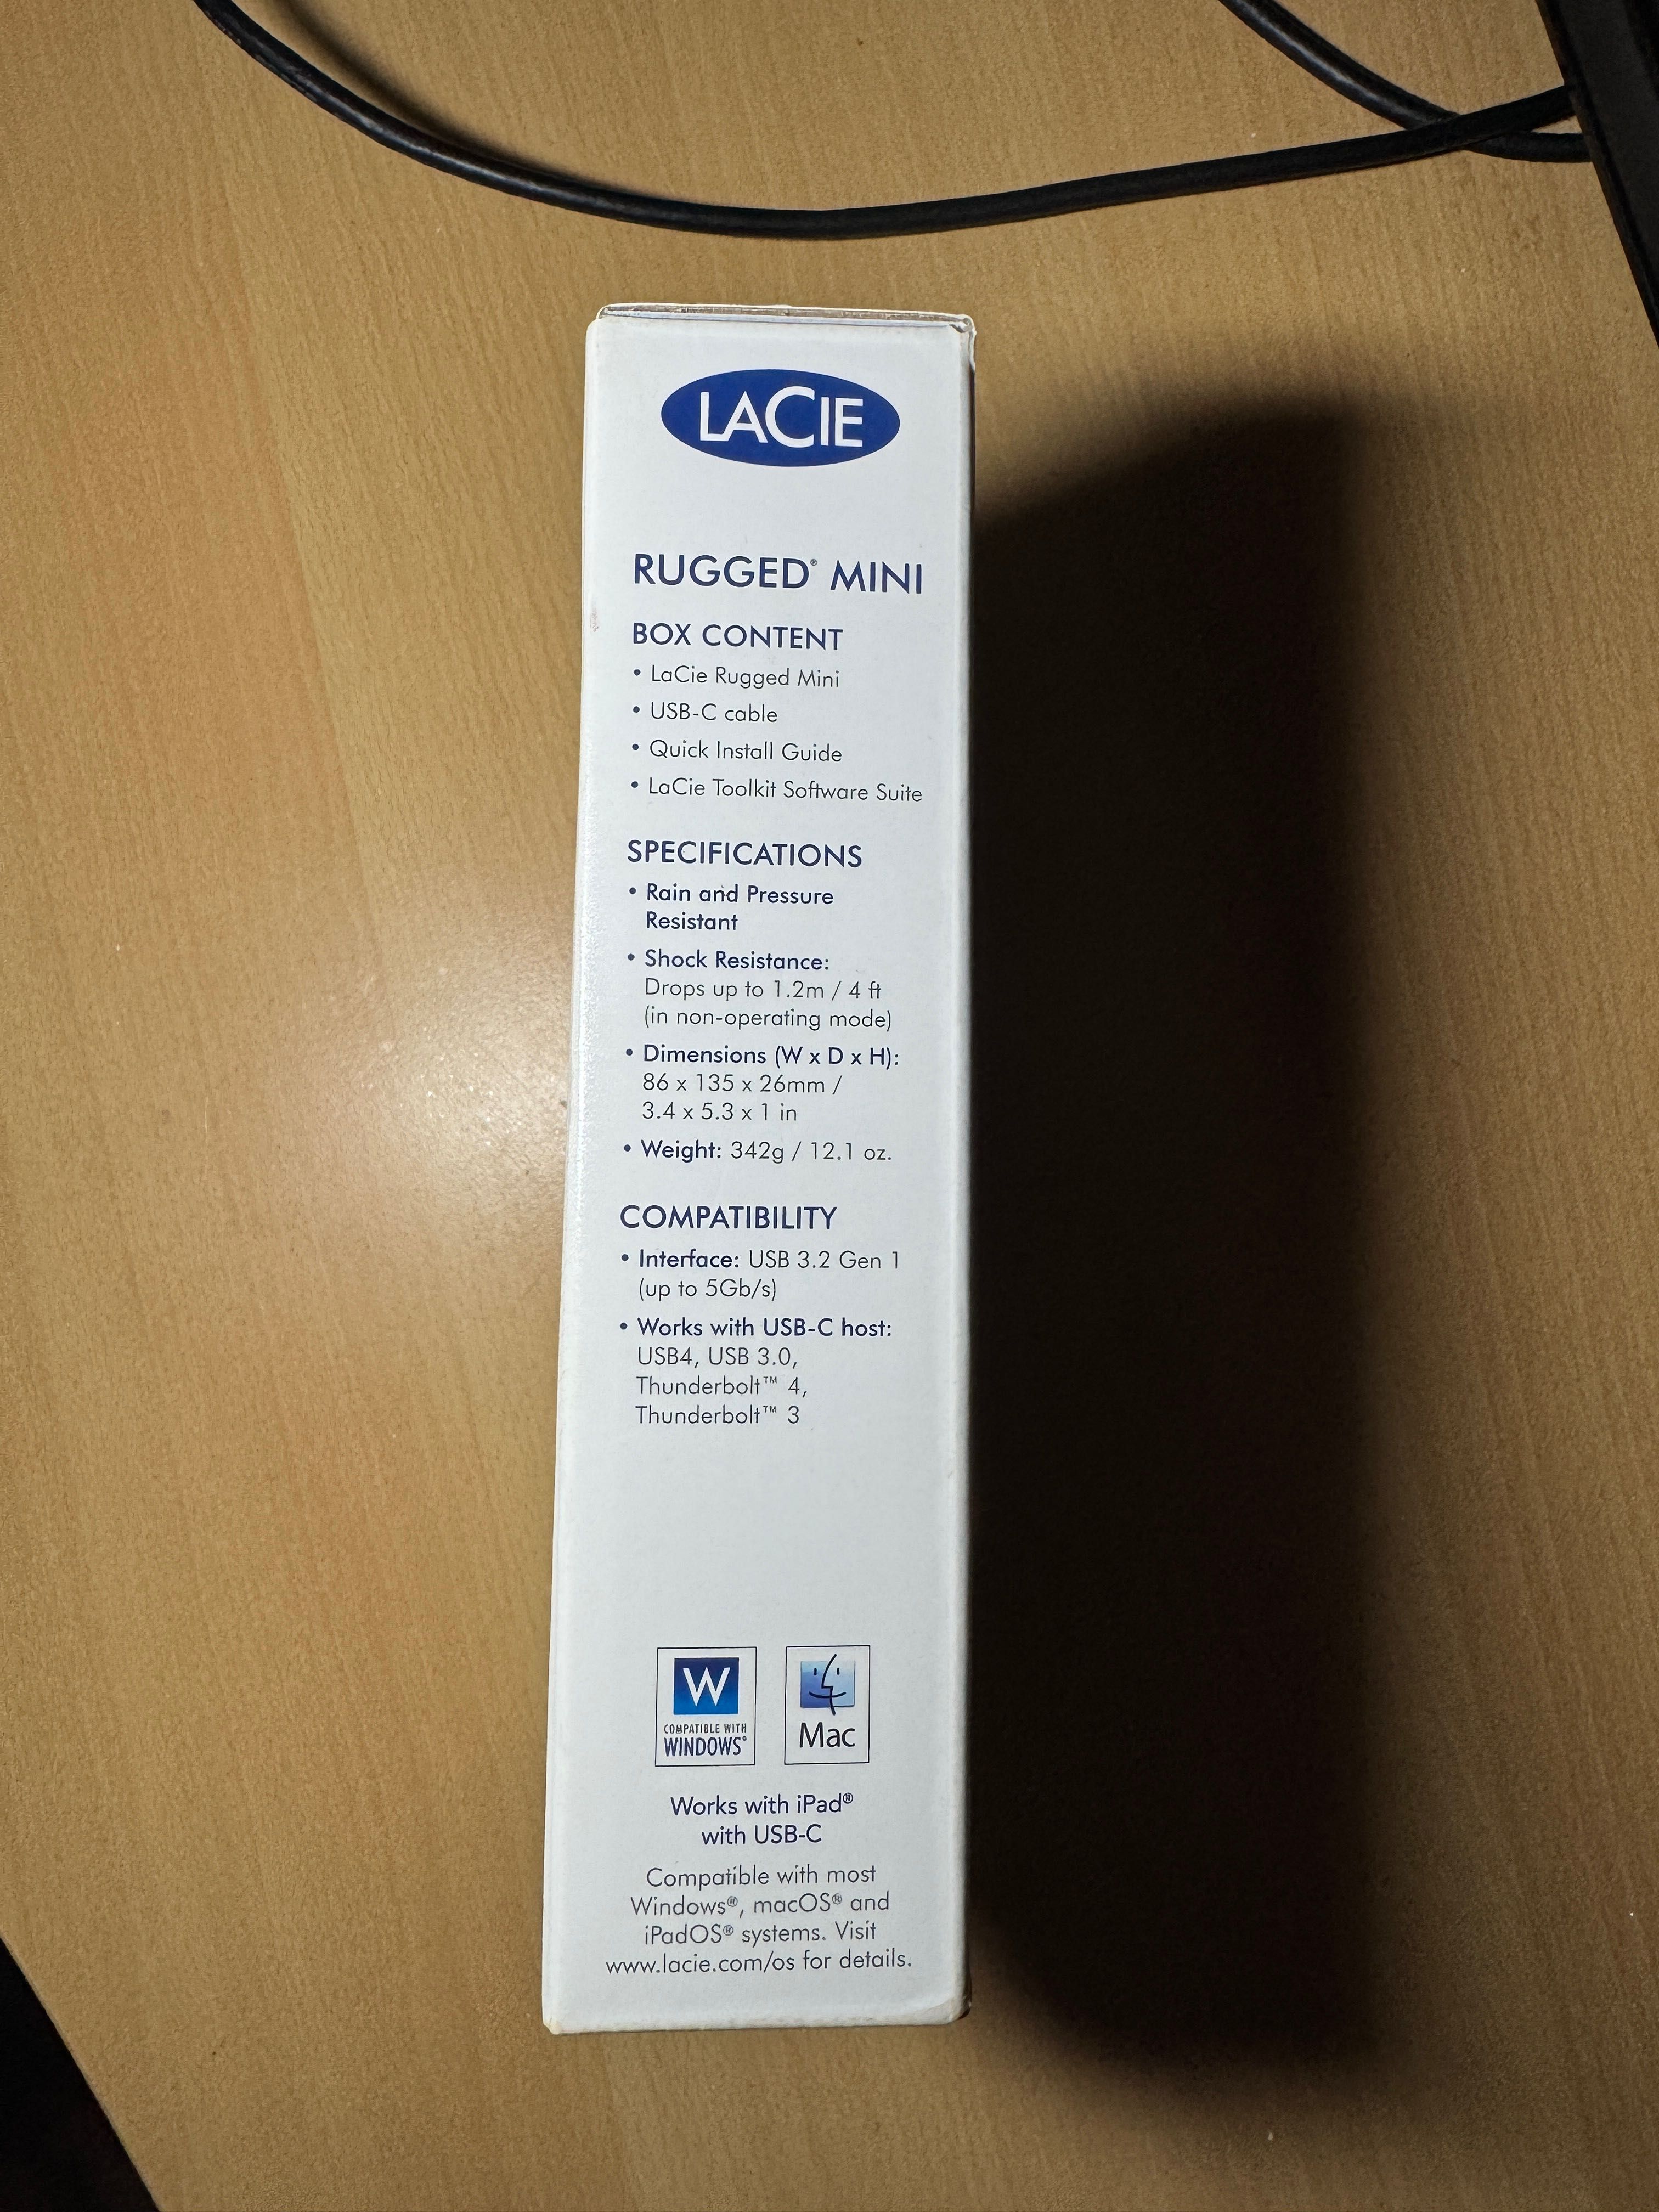 LACIE
RUGGED® MINI
BOX CONTENT
• LaCie Rugged Mini
• USB-C cable
• Quick Install Guide
• LaCie Toolkit Software Suite
SPECIFICATIONS
• Rain and Pressure
Resistant
• Shock Resistance:
Drops up to 1.2m / 4 ft
(in non-operating mode)
• Dimensions (W x D x H):
86 x 135 x 26mm /
3.4 x 5.3 x 1 in
• Weight: 342g / 12.1 oz.
COMPATIBILITY
• Interface: USB 3.2 Gen 1
(up to 5Gb/s)
• Works with USB-C host:
USB4, USB 3.0,
Thunderbolt™ 4,
Thunderbolt™ 3
W
COMPATIBLE WITH
WINDOWS®
Mac
Works with iPad®
with USB-C
Compatible with most
Windows®, macOS® and
iPadOS® systems. Visit
www.lacie.com/os for details.